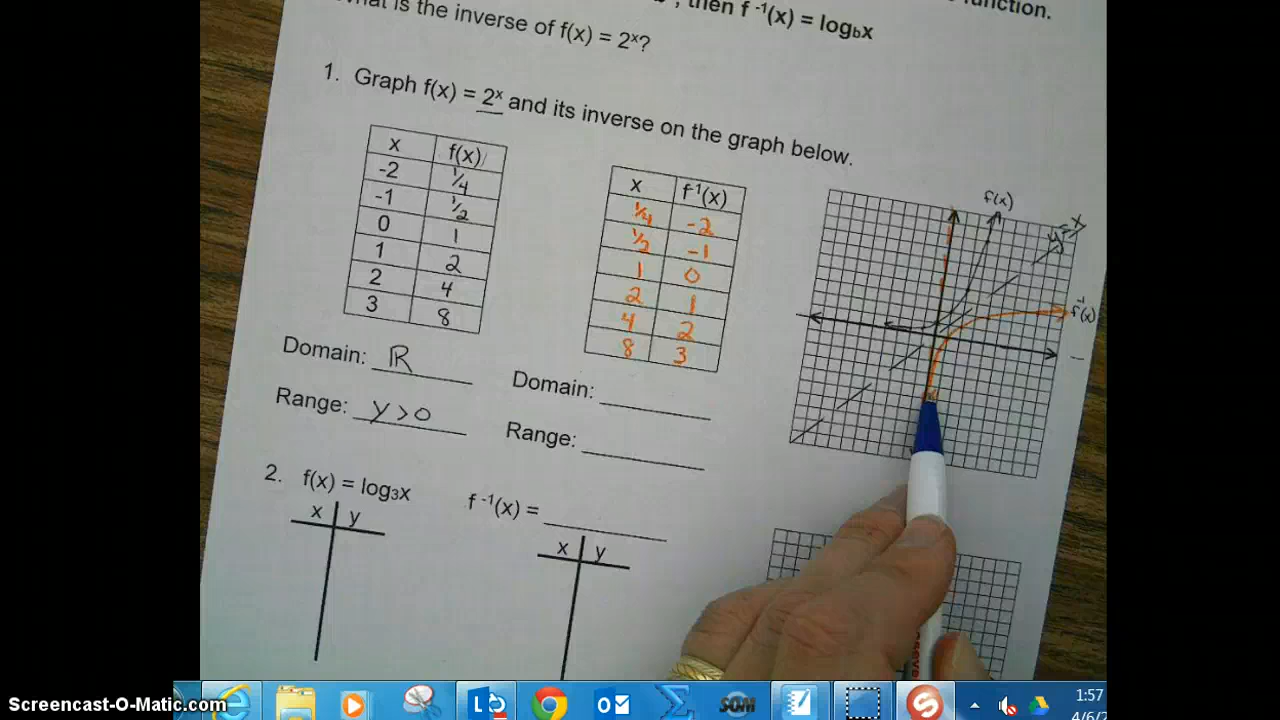 function.
, then f⁻¹(x) = log_b x
is the inverse of f(x) = 2ˣ?
1. Graph f(x) = 2ˣ and its inverse on the graph below.
x f(x)
-2 1/4
-1 1/2
0 1
1 2
2 4
3 8
Domain: ℝ
Range: y > 0
x f⁻¹(x)
1/4 -2
1/2 -1
1 0
2 1
4 2
8 3
Domain:
Range:
f(x)
y = x
f⁻¹(x)
2. f(x) = log₃x
x y
f⁻¹(x) =
x y
Screencast-O-Matic.com
SQM
1:57